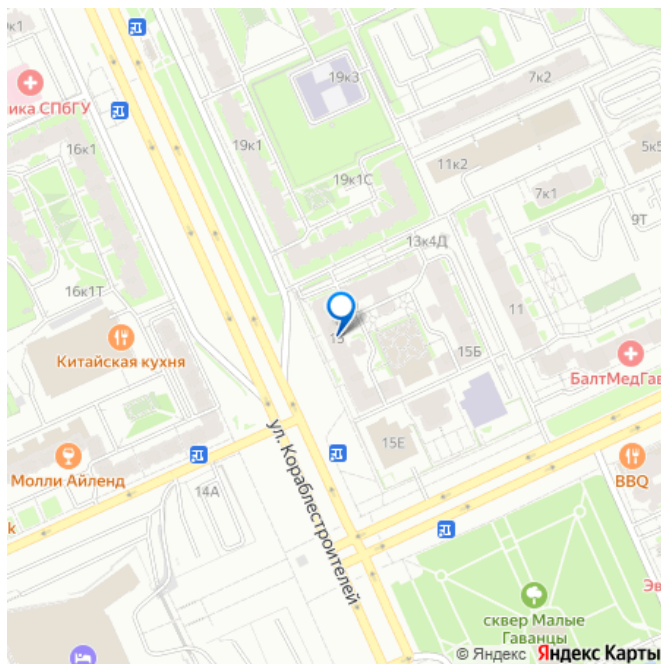 19к3
7к2
ика СПбГУ
16к1
19к1
5к5
11к2
19к1С
7к1
9Т
13к4Д
16к1Т
11
Китайская кухня
15Б
БалтМедГав
ул. Кораблестроителей
15Е
Молли Айленд
14А
BBQ
k
Эв
сквер Малые
Гаванцы
© Яндекс Яндекс Карты